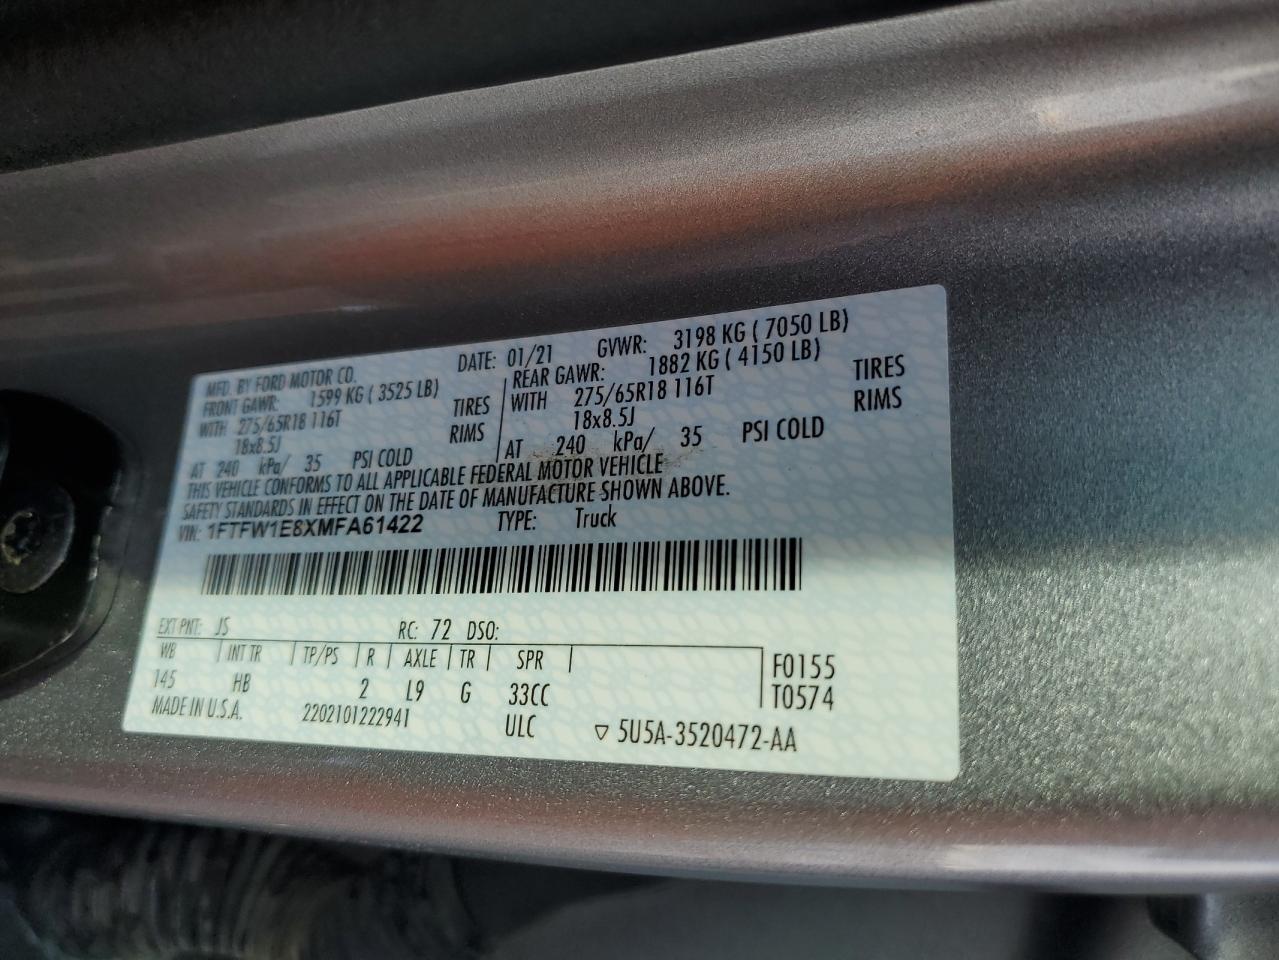 MFD. BY FORD MOTOR CO. DATE: 01/21 GVWR: 3198 KG ( 7050 LB)
FRONT GAWR: 1599 KG ( 3525 LB) REAR GAWR: 1882 KG ( 4150 LB)
WITH 275/65R18 116T TIRES WITH 275/65R18 116T TIRES
18x8.5J RIMS 18x8.5J RIMS
AT 240 kPa/ 35 PSI COLD AT 240 kPa/ 35 PSI COLD
THIS VEHICLE CONFORMS TO ALL APPLICABLE FEDERAL MOTOR VEHICLE
SAFETY STANDARDS IN EFFECT ON THE DATE OF MANUFACTURE SHOWN ABOVE.
VIN: 1FTFW1E8XMFA61422 TYPE: Truck
EXT PNT: JS RC: 72 DSO:
WB INT TR TP/PS R AXLE TR SPR F0155
145 HB 2 L9 G 33CC T0574
MADE IN U.S.A. 2202101222941 ULC ▽ 5U5A-3520472-AA